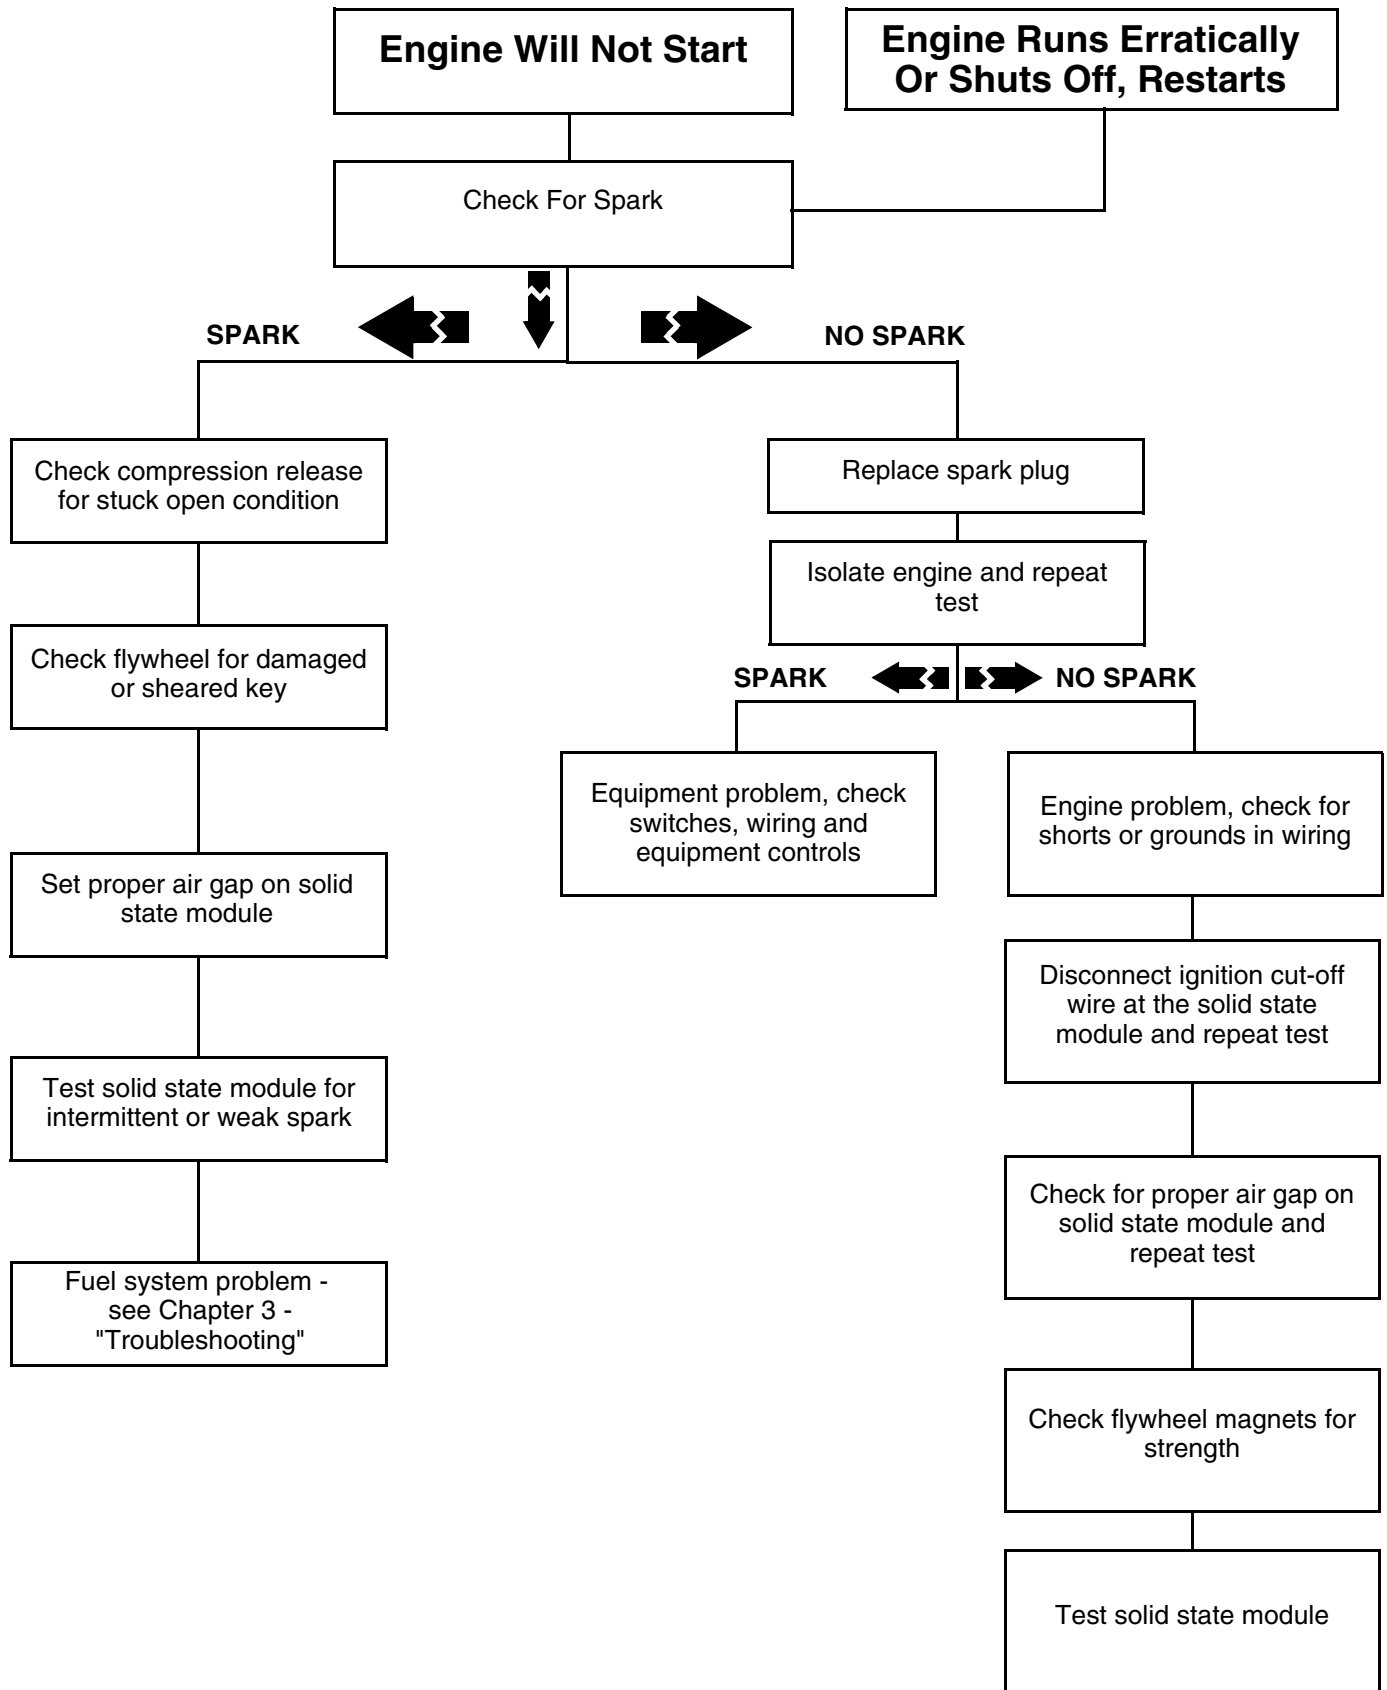 Engine Will Not Start
Engine Runs Erratically
Or Shuts Off, Restarts
Check For Spark
SPARK
NO SPARK
Check compression release
for stuck open condition
Replace spark plug
Isolate engine and repeat
test
Check flywheel for damaged
or sheared key
SPARK
NO SPARK
Equipment problem, check
switches, wiring and
equipment controls
Engine problem, check for
shorts or grounds in wiring
Set proper air gap on solid
state module
Disconnect ignition cut-off
wire at the solid state
module and repeat test
Test solid state module for
intermittent or weak spark
Check for proper air gap on
solid state module and
repeat test
Fuel system problem -
see Chapter 3 -
"Troubleshooting"
Check flywheel magnets for
strength
Test solid state module